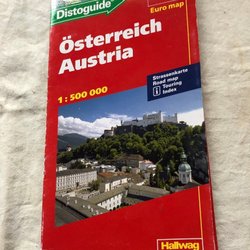 Distoguide
Euro map
Österreich
Austria
1 : 500 000
Strassenkarte
Road map
i Touring
Index
Hallwag